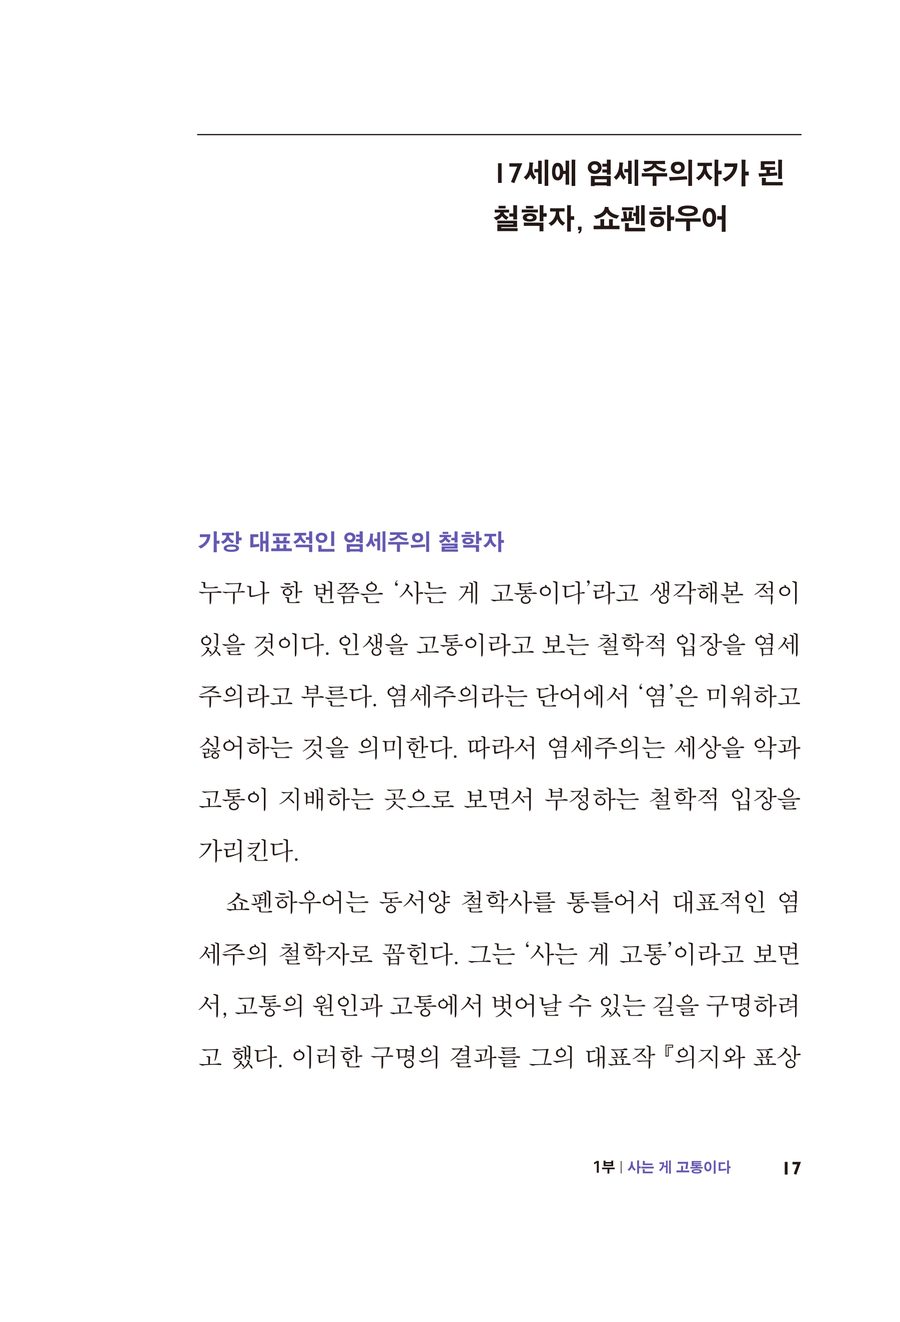 17세에 염세주의자가 된
철학자, 쇼펜하우어
가장 대표적인 염세주의 철학자
누구나 한 번쯤은 ‘사는 게 고통이다’라고 생각해본 적이
있을 것이다. 인생을 고통이라고 보는 철학적 입장을 염세
주의라고 부른다. 염세주의라는 단어에서 ‘염’은 미워하고
싫어하는 것을 의미한다. 따라서 염세주의는 세상을 악과
고통이 지배하는 곳으로 보면서 부정하는 철학적 입장을
가리킨다.
쇼펜하우어는 동서양 철학사를 통틀어서 대표적인 염
세주의 철학자로 꼽힌다. 그는 ‘사는 게 고통’이라고 보면
서, 고통의 원인과 고통에서 벗어날 수 있는 길을 구명하려
고 했다. 이러한 구명의 결과를 그의 대표작 『의지와 표상
1부 | 사는 게 고통이다 17